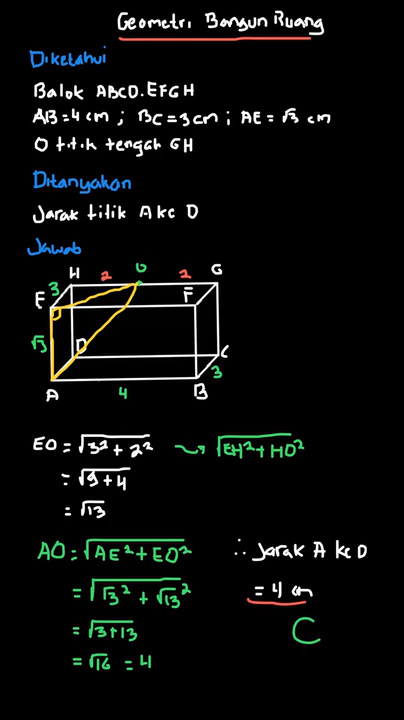 Geometri Bangun Ruang
Diketahui
Balok ABCD.EFGH
AB=4 cm ; BC=3 cm ; AE=√3 cm
O titik tengah GH
Ditanyakan
Jarak titik A ke O
Jawab
H 2 O 2 G
3
E F
√3
D C
3
A 4 B
EO = √3²+2² → √EH²+HO²
= √9+4
= √13
AO = √AE²+EO²
= √√3²+√13²
= √3+13
= √16 = 4
∴ Jarak A ke O
= 4 cm
C